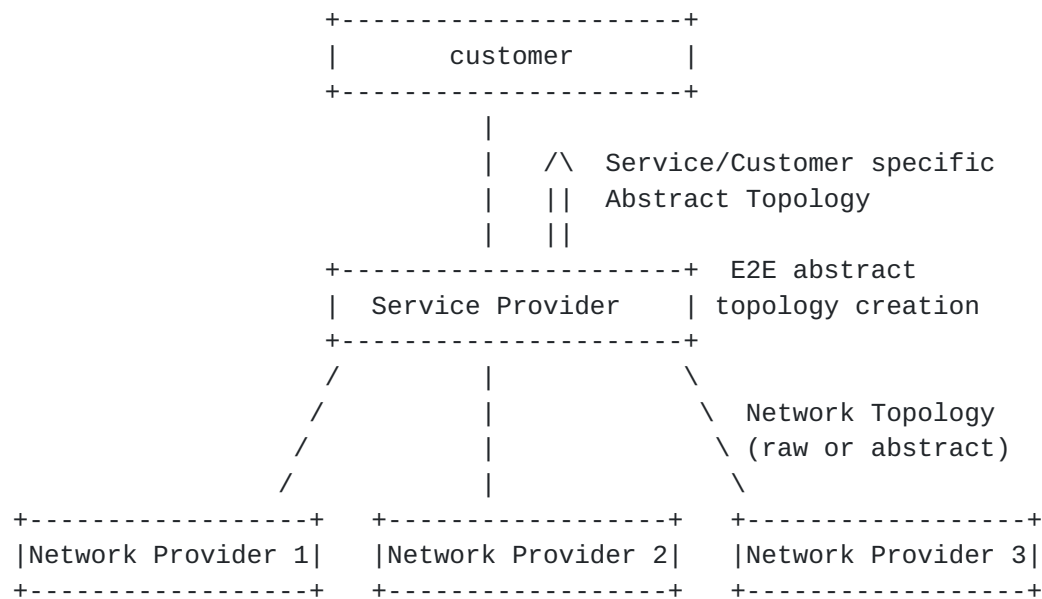 customer
/\ Service/Customer specific
|| Abstract Topology
||
E2E abstract
Service Provider topology creation
Network Topology
(raw or abstract)
Network Provider 1 Network Provider 2 Network Provider 3